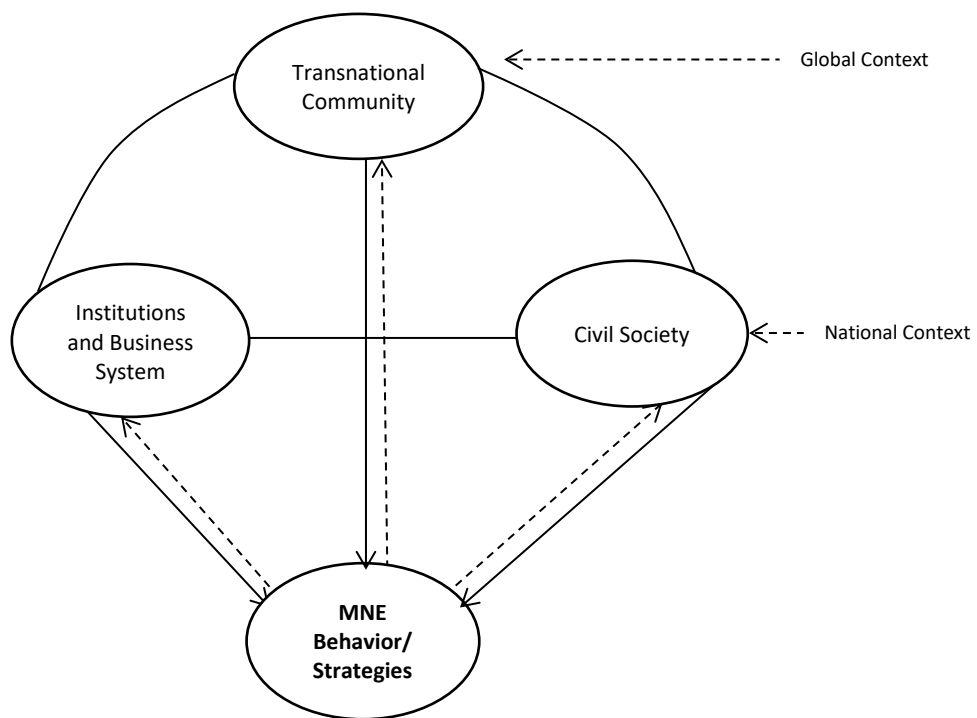 Transnational
Community
Global Context
Institutions
and Business
System
Civil Society
National Context
MNE
Behavior/
Strategies